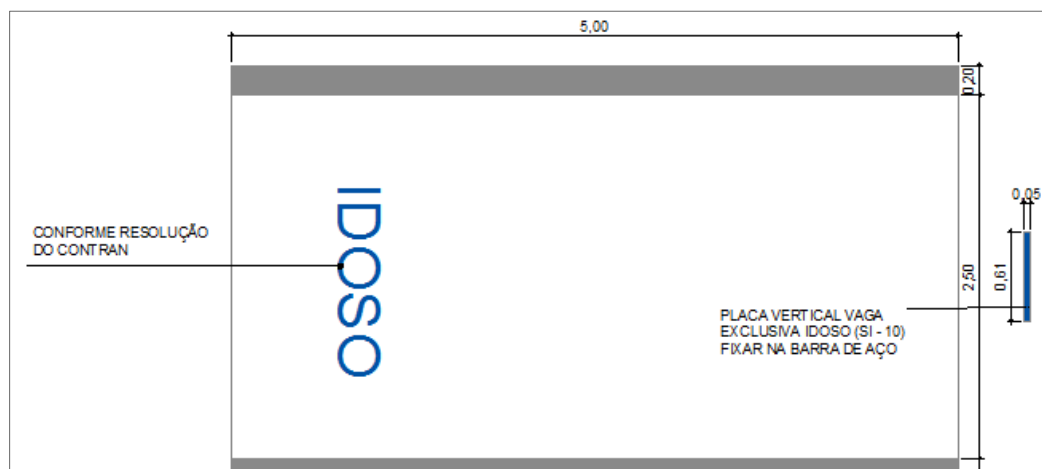 5,00
0,20
IDOSO
0,05
CONFORME RESOLUÇÃO
DO CONTRAN
2,50
0,61
PLACA VERTICAL VAGA
EXCLUSIVA IDOSO (SI - 10)
FIXAR NA BARRA DE AÇO